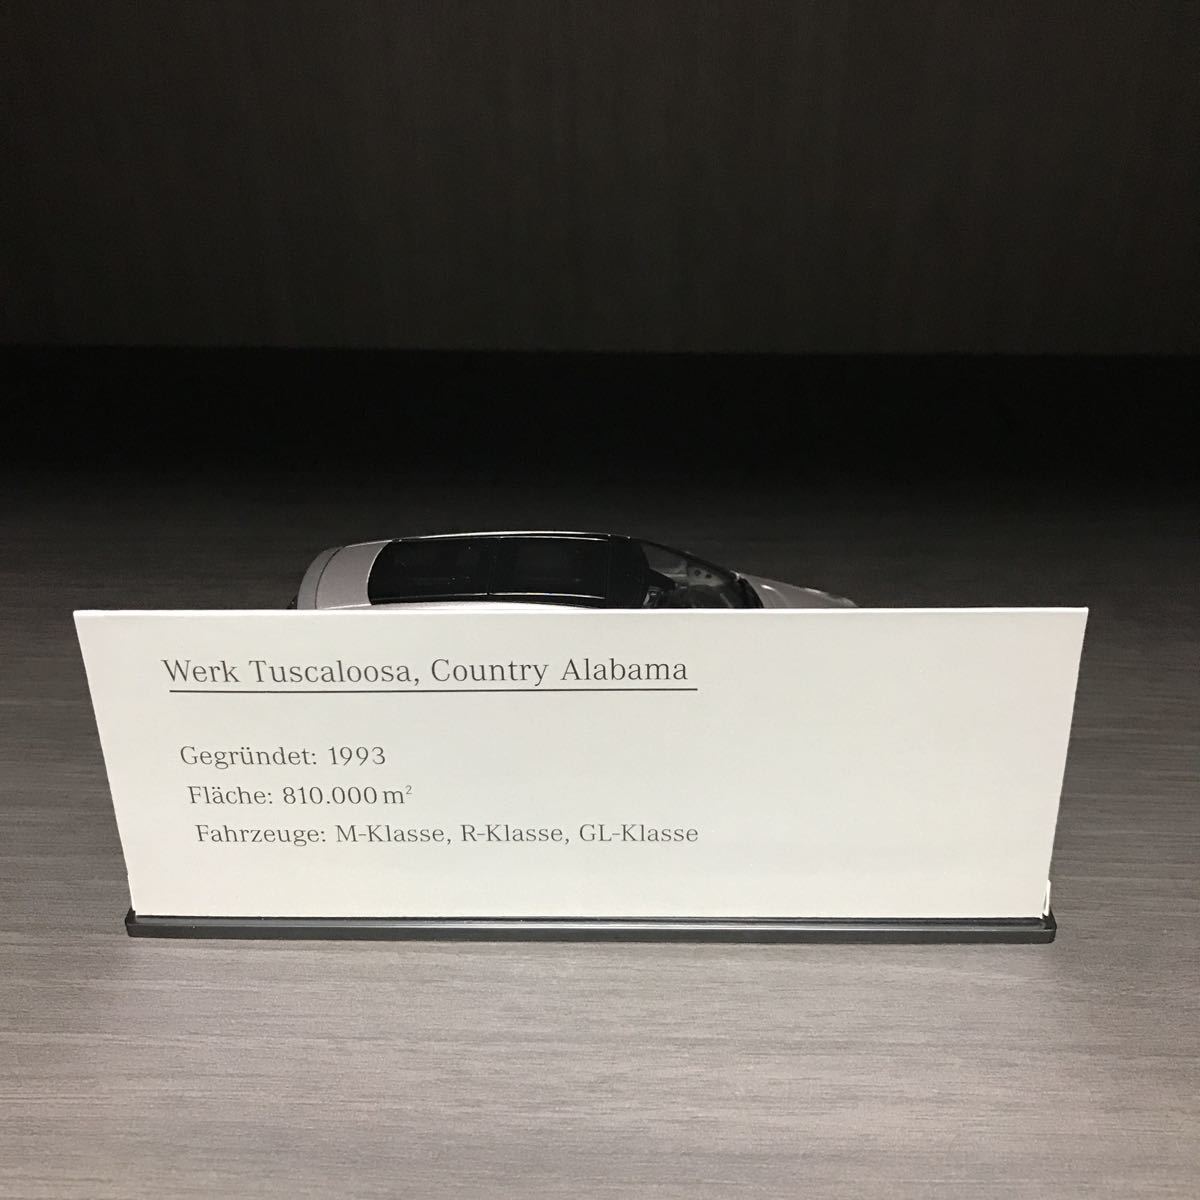 Werk Tuscaloosa, Country Alabama
Gegründet: 1993
Fläche: 810.000 m²
Fahrzeuge: M-Klasse, R-Klasse, GL-Klasse